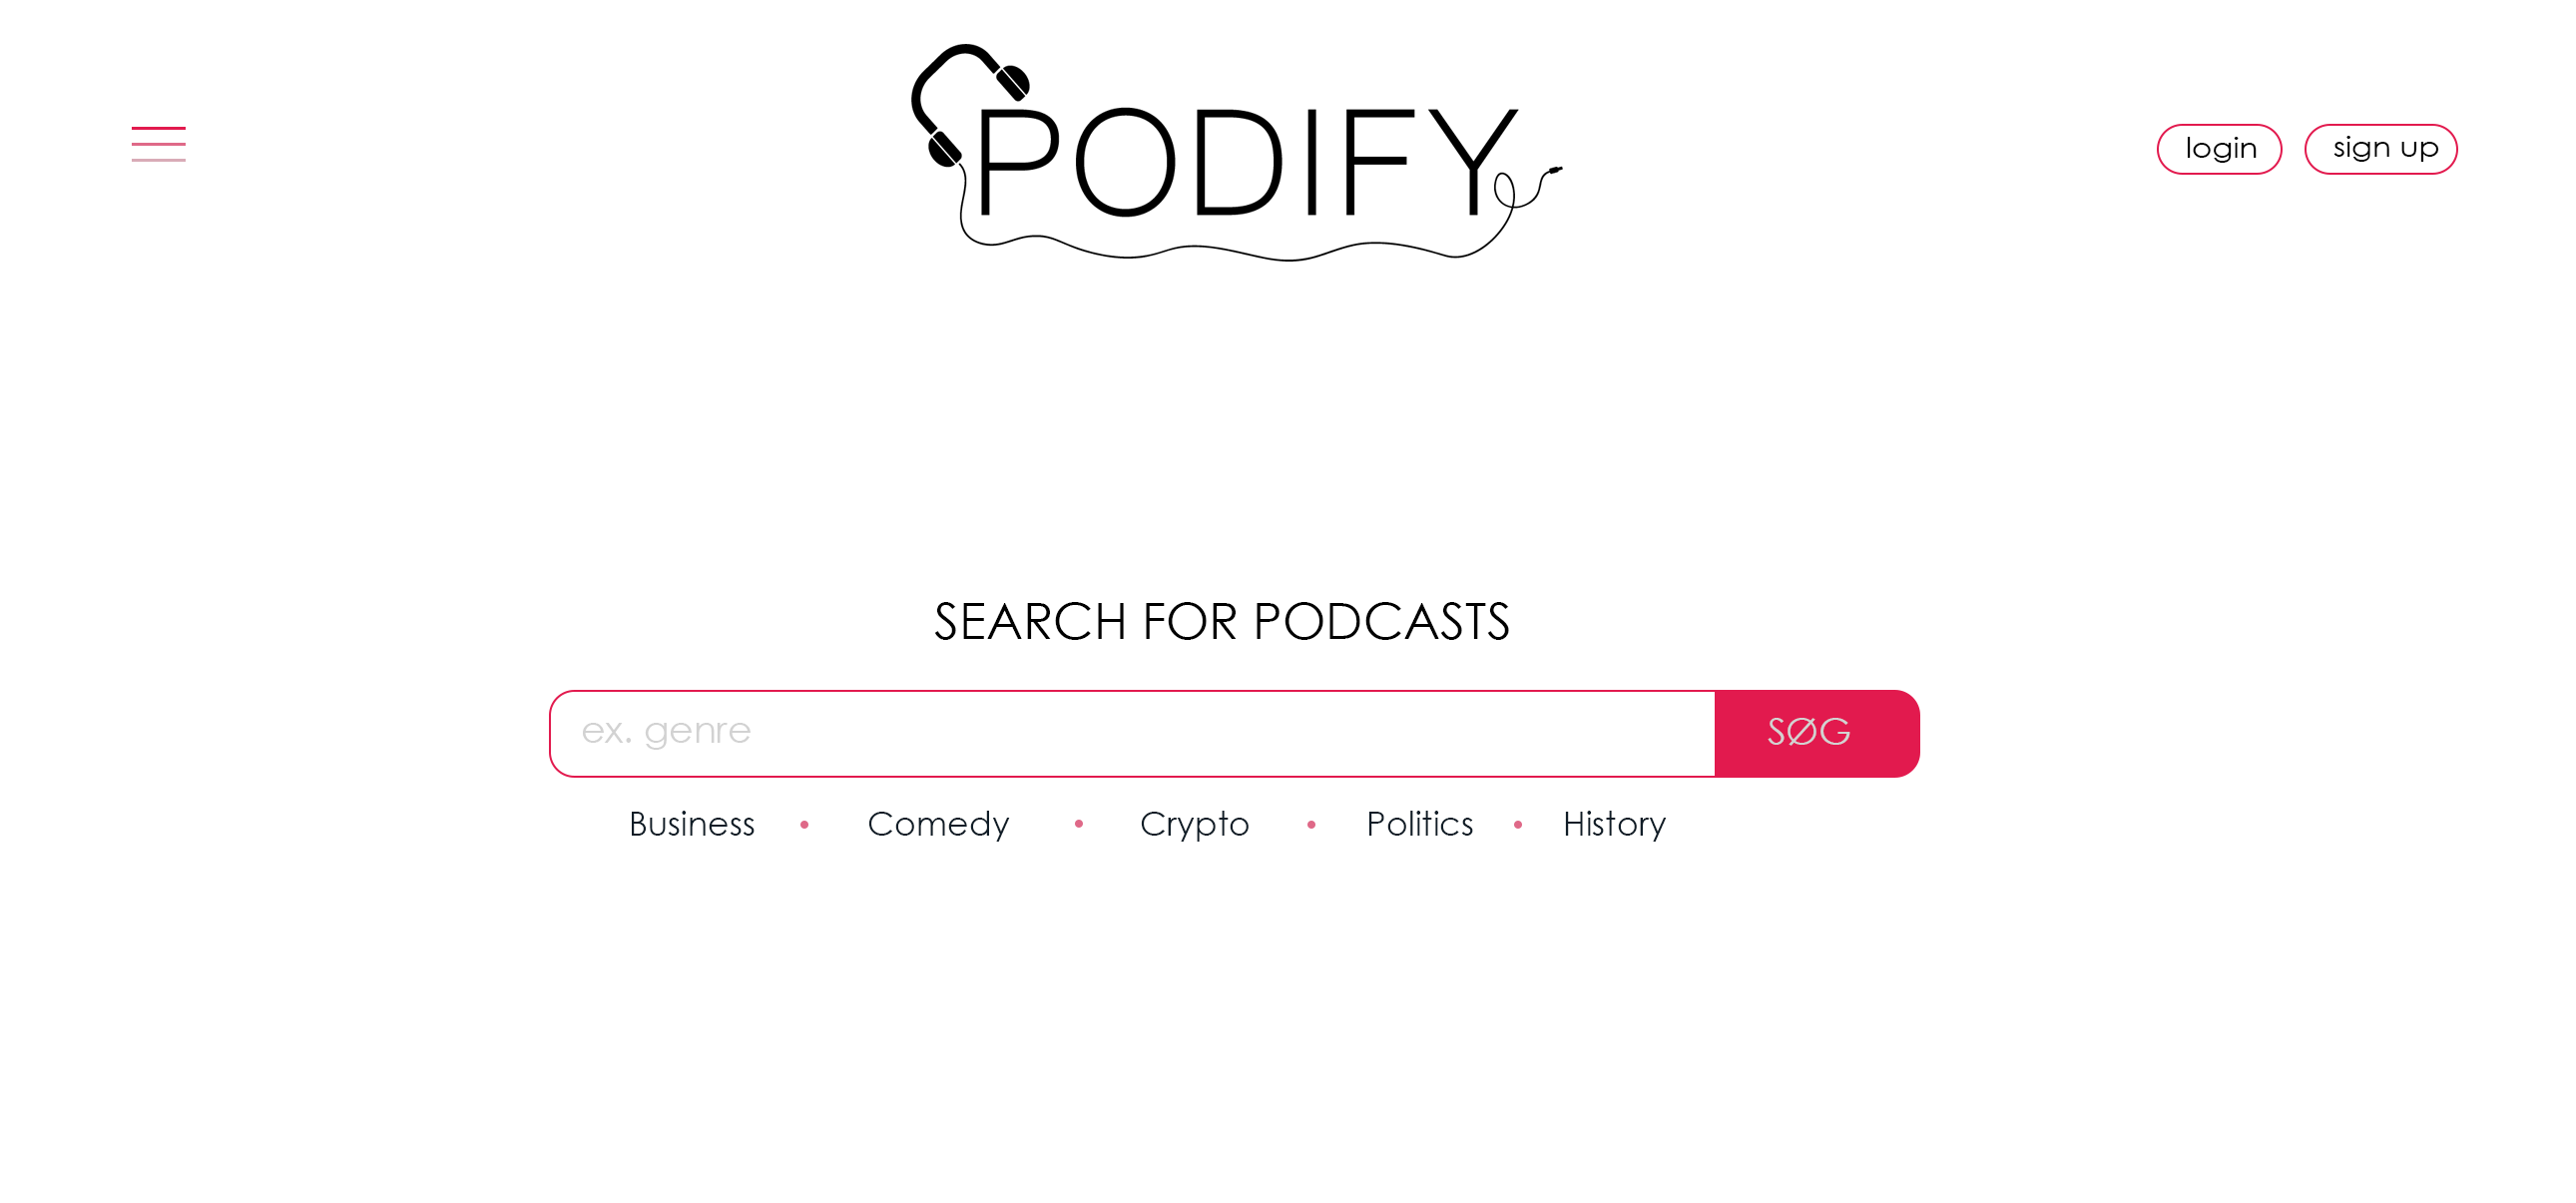 PODIFY
login sign up
SEARCH FOR PODCASTS
ex. genre SØG
Business • Comedy • Crypto • Politics • History